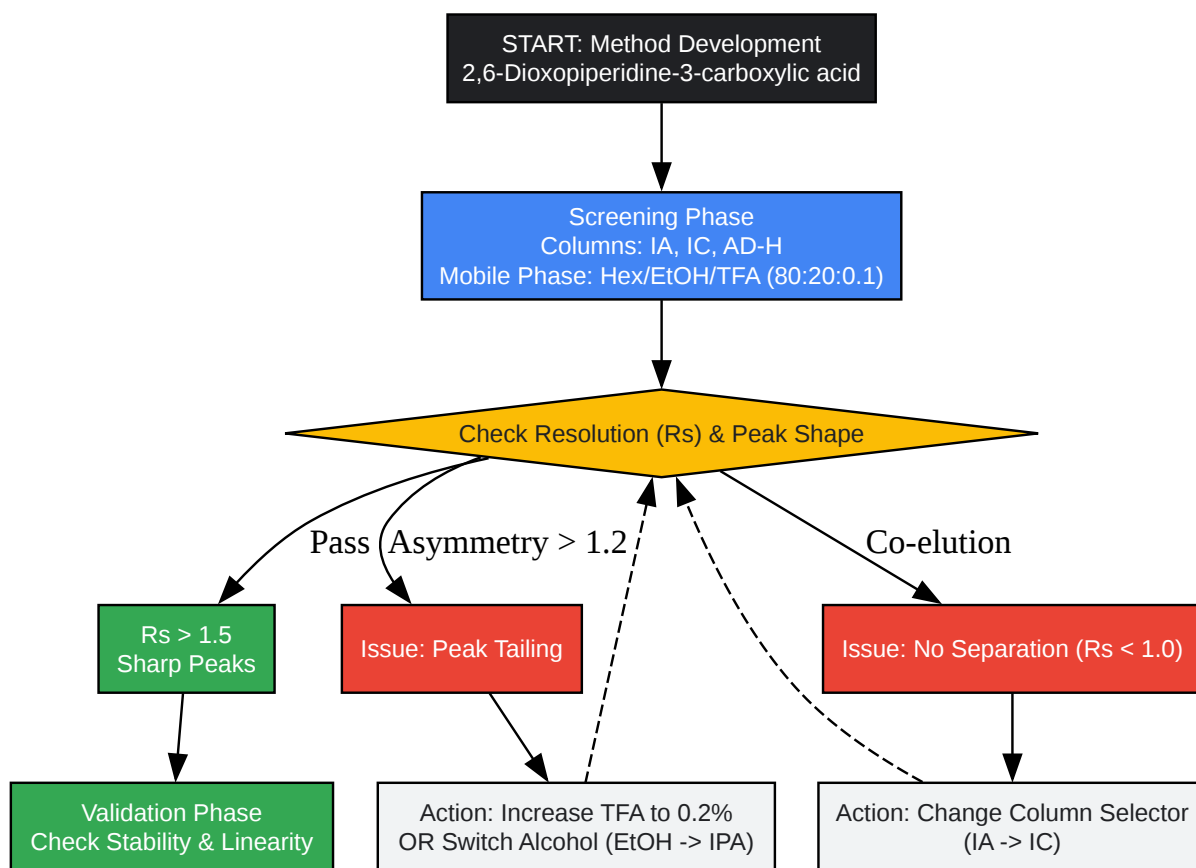 START: Method Development
2,6-Dioxopiperidine-3-carboxylic acid
Screening Phase
Columns: IA, IC, AD-H
Mobile Phase: Hex/EtOH/TFA (80:20:0.1)
Check Resolution (Rs) & Peak Shape
Pass
Asymmetry > 1.2
Co-elution
Rs > 1.5
Sharp Peaks
Issue: Peak Tailing
Issue: No Separation (Rs < 1.0)
Validation Phase
Check Stability & Linearity
Action: Increase TFA to 0.2%
OR Switch Alcohol (EtOH -> IPA)
Action: Change Column Selector
(IA -> IC)